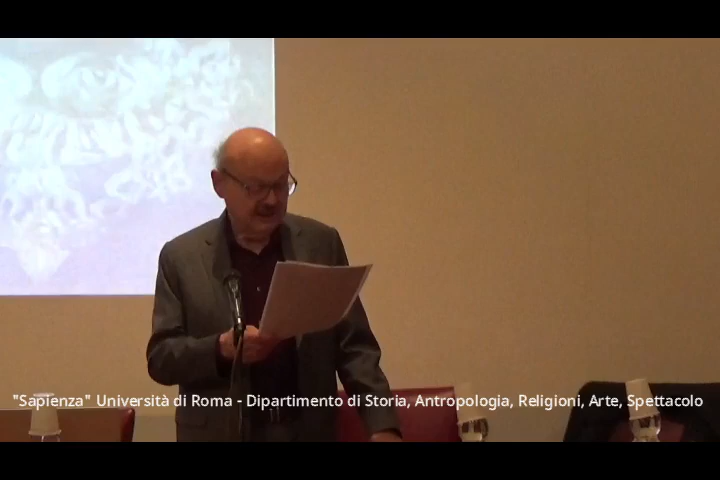 "Sapienza" Università di Roma - Dipartimento di Storia, Antropologia, Religioni, Arte, Spettacolo